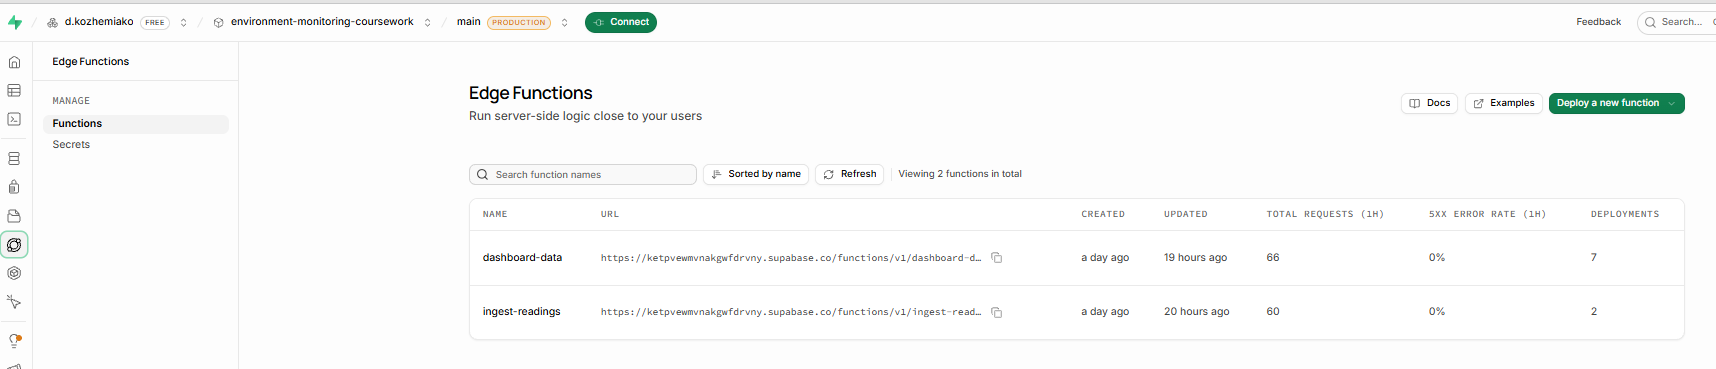 d.kozhemiako FREE environment-monitoring-coursework main PRODUCTION Connect Feedback Search...
Edge Functions
MANAGE
Functions
Secrets
Edge Functions
Run server-side logic close to your users
Docs Examples Deploy a new function
Search function names Sorted by name Refresh Viewing 2 functions in total
NAME URL CREATED UPDATED TOTAL REQUESTS (1H) 5XX ERROR RATE (1H) DEPLOYMENTS
dashboard-data https://ketpvewmvnakgwfdrvny.supabase.co/functions/v1/dashboard-d… a day ago 19 hours ago 66 0% 7
ingest-readings https://ketpvewmvnakgwfdrvny.supabase.co/functions/v1/ingest-read… a day ago 20 hours ago 60 0% 2